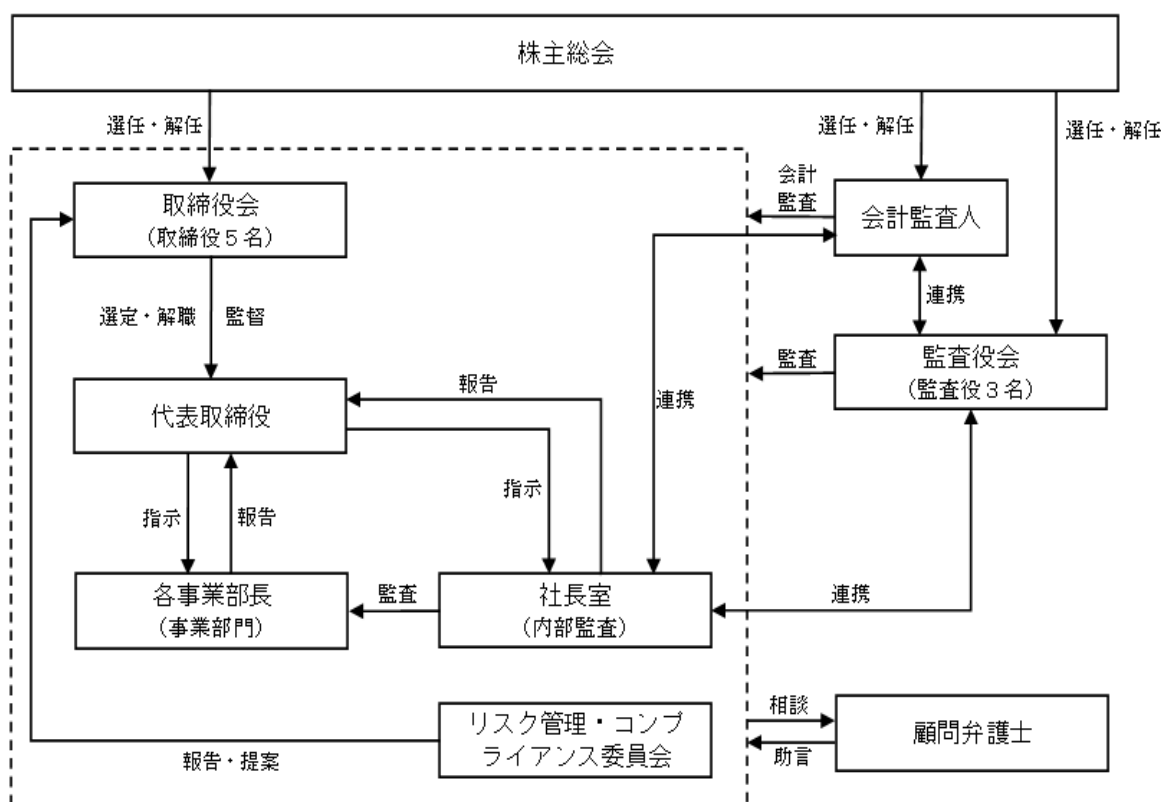 株主総会
選任・解任
選任・解任
選任・解任
取締役会
(取締役5名)
会計
監査
会計監査人
選定・解職
監督
連携
監査
監査役会
(監査役3名)
報告
連携
代表取締役
指示
指示
報告
各事業部長
(事業部門)
監査
社長室
(内部監査)
連携
リスク管理・コンプ
ライアンス委員会
報告・提案
相談
助言
顧問弁護士